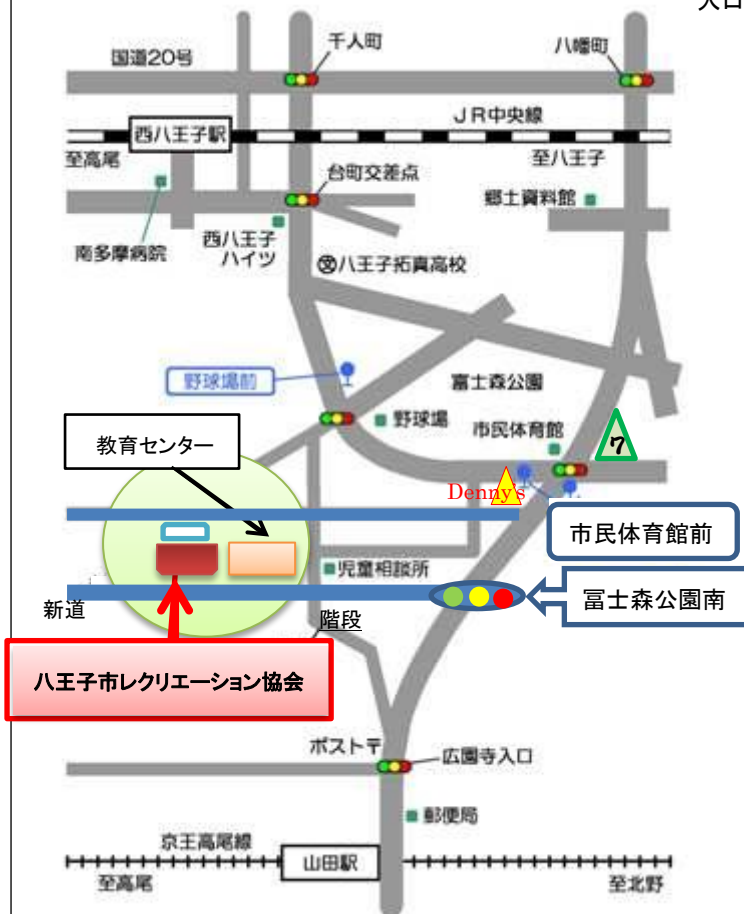 入口
千人町
国道20号
八幡町
JR中央線
西八王子駅
至高尾
至八王子
台町交差点
郷土資料館
南多摩病院
西八王子
ハイツ
㊫八王子拓真高校
野球場前
富士森公園
野球場
市民体育館
7
教育センター
Denny's
市民体育館前
児童相談所
新道
冨士森公園南
階段
八王子市レクリエーション協会
ポスト〒
広園寺入口
郵便局
京王高尾線
山田駅
至高尾
至北野